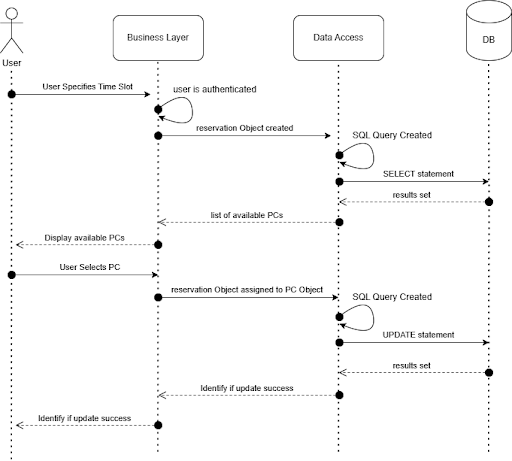 Business Layer
Data Access
DB
User
User Specifies Time Slot
user is authenticated
reservation Object created
SQL Query Created
SELECT statement
results set
list of available PCs
Display available PCs
User Selects PC
reservation Object assigned to PC Object
SQL Query Created
UPDATE statement
results set
Identify if update success
Identify if update success